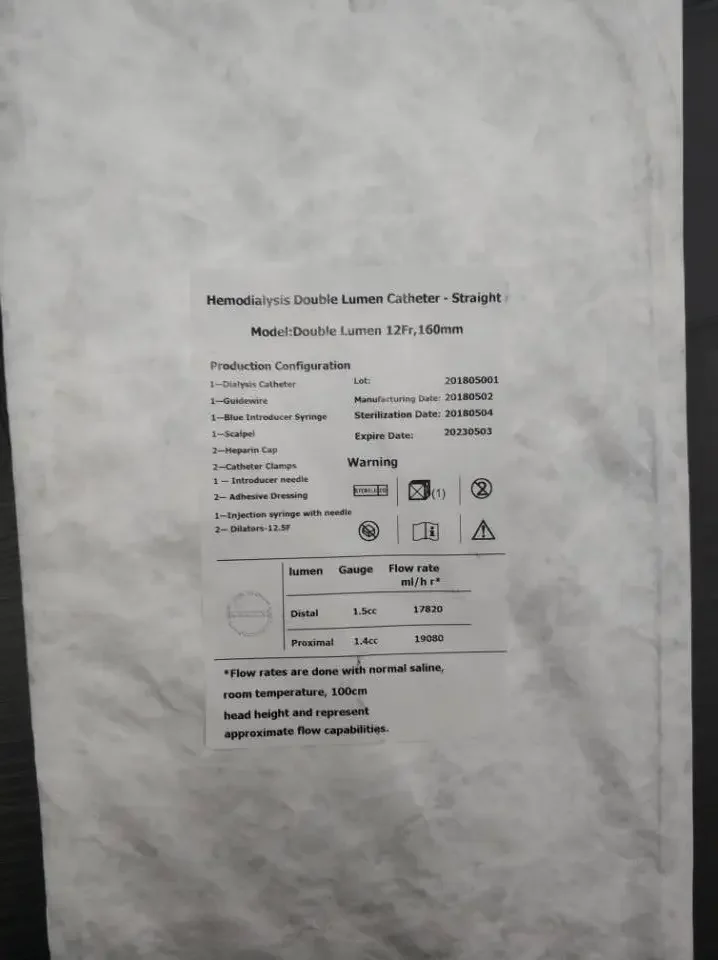 Hemodialysis Double Lumen Catheter - Straight
Model:Double Lumen 12Fr,160mm
Production Configuration
1—Dialysis Catheter
1—Guidewire
1—Blue Introducer Syringe
1—Scalpel
2—Heparin Cap
2—Catheter Clamps
1 — Introducer needle
2— Adhesive Dressing
1—Injection syringe with needle
2— Dilators-12.5F
Lot: 201805001
Manufacturing Date: 20180502
Sterilization Date: 20180504
Expire Date: 20230503
Warning
STERILE EO
(1)
2
lumen Gauge Flow rate
ml/h r*
Distal 1.5cc 17820
Proximal 1.4cc 19080
*Flow rates are done with normal saline,
room temperature, 100cm
head height and represent
approximate flow capabilities.